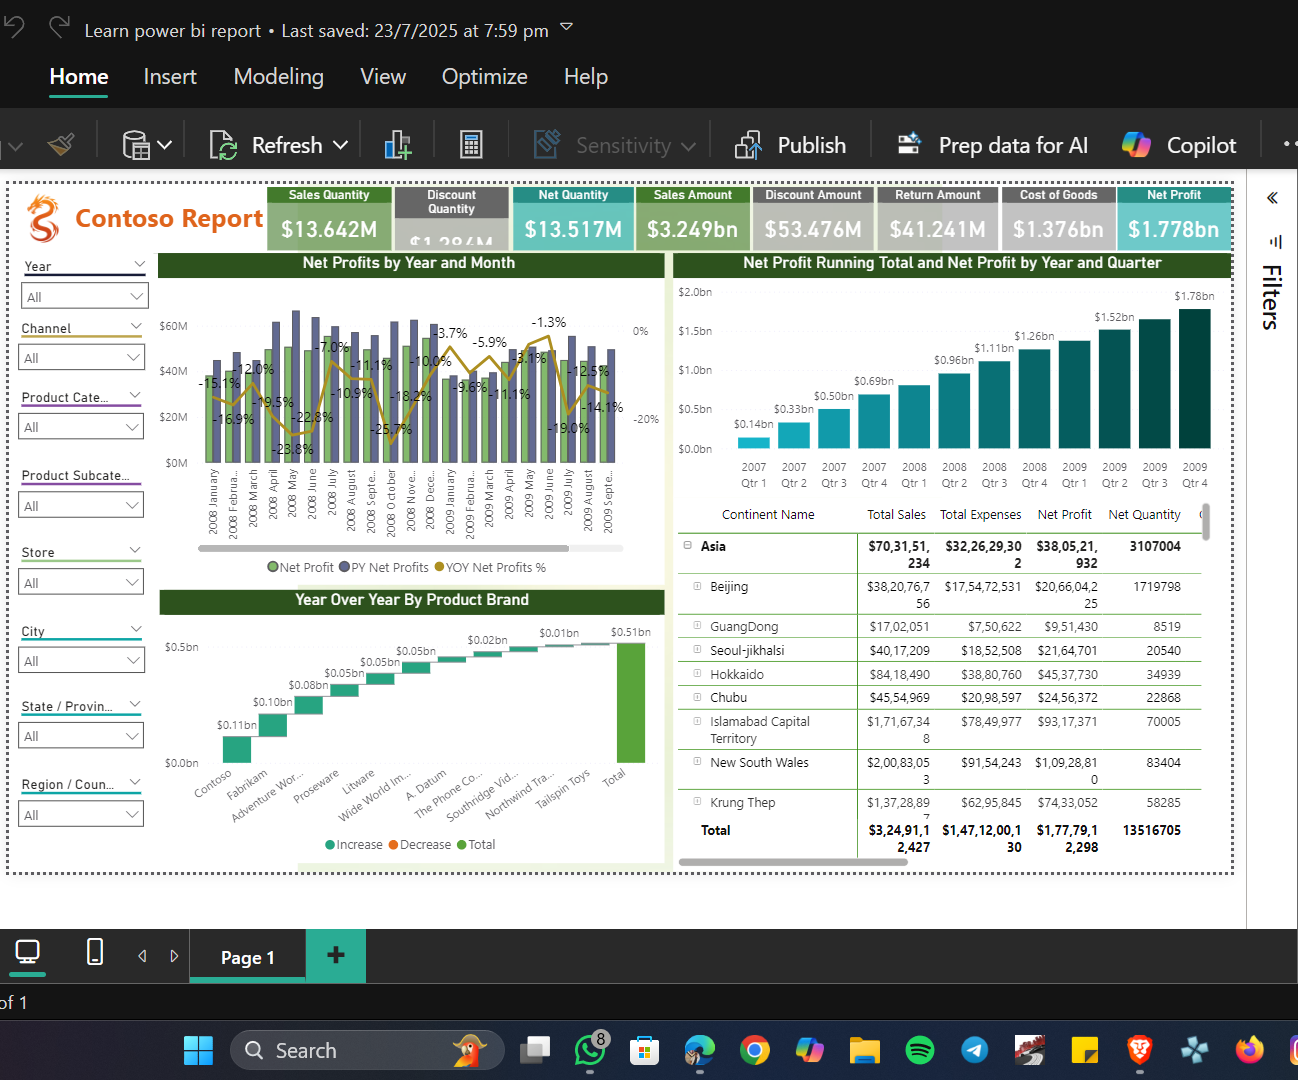 Learn power bi report • Last saved: 23/7/2025 at 7:59 pm
Home Insert Modeling View Optimize Help
Refresh Sensitivity Publish Prep data for AI Copilot
Contoso Report
Sales Quantity
$13.642M
Discount
Quantity
Net Quantity
$13.517M
Sales Amount
$3.249bn
Discount Amount
$53.476M
Return Amount
$41.241M
Cost of Goods
$1.376bn
Net Profit
$1.778bn
Filters
Year
All
Channel
All
Product Cate...
All
Product Subcate...
All
Store
All
City
All
State / Provin...
All
Region / Coun...
All
Net Profits by Year and Month
$60M
$40M
$20M
$0M
0%
-20%
-15.1%
-16.9%
-12.0%
-19.5%
-23.8%
-22.8%
-7.0%
-10.9%
-11.1%
-25.7%
-18.2%
-10.0%
-3.7%
-9.6%
-5.9%
-11.1%
-3.1%
-1.3%
-19.0%
-12.5%
-14.1%
2008 January
2008 Februa...
2008 March
2008 April
2008 May
2008 June
2008 July
2008 August
2008 Septe...
2008 October
2008 Nove...
2008 Dece...
2009 January
2009 Februa...
2009 March
2009 April
2009 May
2009 June
2009 July
2009 August
2009 Septe...
Net Profit PY Net Profits YOY Net Profits %
Year Over Year By Product Brand
$0.5bn
$0.0bn
$0.11bn
$0.10bn
$0.08bn
$0.05bn
$0.05bn
$0.05bn
$0.02bn
$0.01bn
$0.51bn
Contoso
Fabrikam
Adventure Wor...
Proseware
Litware
Wide World Im...
A. Datum
The Phone Co...
Southridge Vid...
Northwind Tra...
Tailspin Toys
Total
Increase Decrease Total
Net Profit Running Total and Net Profit by Year and Quarter
$2.0bn
$1.5bn
$1.0bn
$0.5bn
$0.0bn
$0.14bn
$0.33bn
$0.50bn
$0.69bn
$0.96bn
$1.11bn
$1.26bn
$1.52bn
$1.78bn
2007 2007 2007 2007 2008 2008 2008 2008 2009 2009 2009 2009
Qtr 1 Qtr 2 Qtr 3 Qtr 4 Qtr 1 Qtr 2 Qtr 3 Qtr 4 Qtr 1 Qtr 2 Qtr 3 Qtr 4
Continent Name Total Sales Total Expenses Net Profit Net Quantity
Asia $70,31,51, $32,26,29,30 $38,05,21, 3107004
234 2 932
Beijing $38,20,76,7 $17,54,72,531 $20,66,04,2 1719798
56 25
GuangDong $17,02,051 $7,50,622 $9,51,430 8519
Seoul-jikhalsi $40,17,209 $18,52,508 $21,64,701 20540
Hokkaido $84,18,490 $38,80,760 $45,37,730 34939
Chubu $45,54,969 $20,98,597 $24,56,372 22868
Islamabad Capital $1,71,67,34 $78,49,977 $93,17,371 70005
Territory 8
New South Wales $2,00,83,05 $91,54,243 $1,09,28,81 83404
3 0
Krung Thep $1,37,28,89 $62,95,845 $74,33,052 58285
Total $3,24,91,1 $1,47,12,00,1 $1,77,79,1 13516705
2,427 30 2,298
Page 1
of 1
Search
8